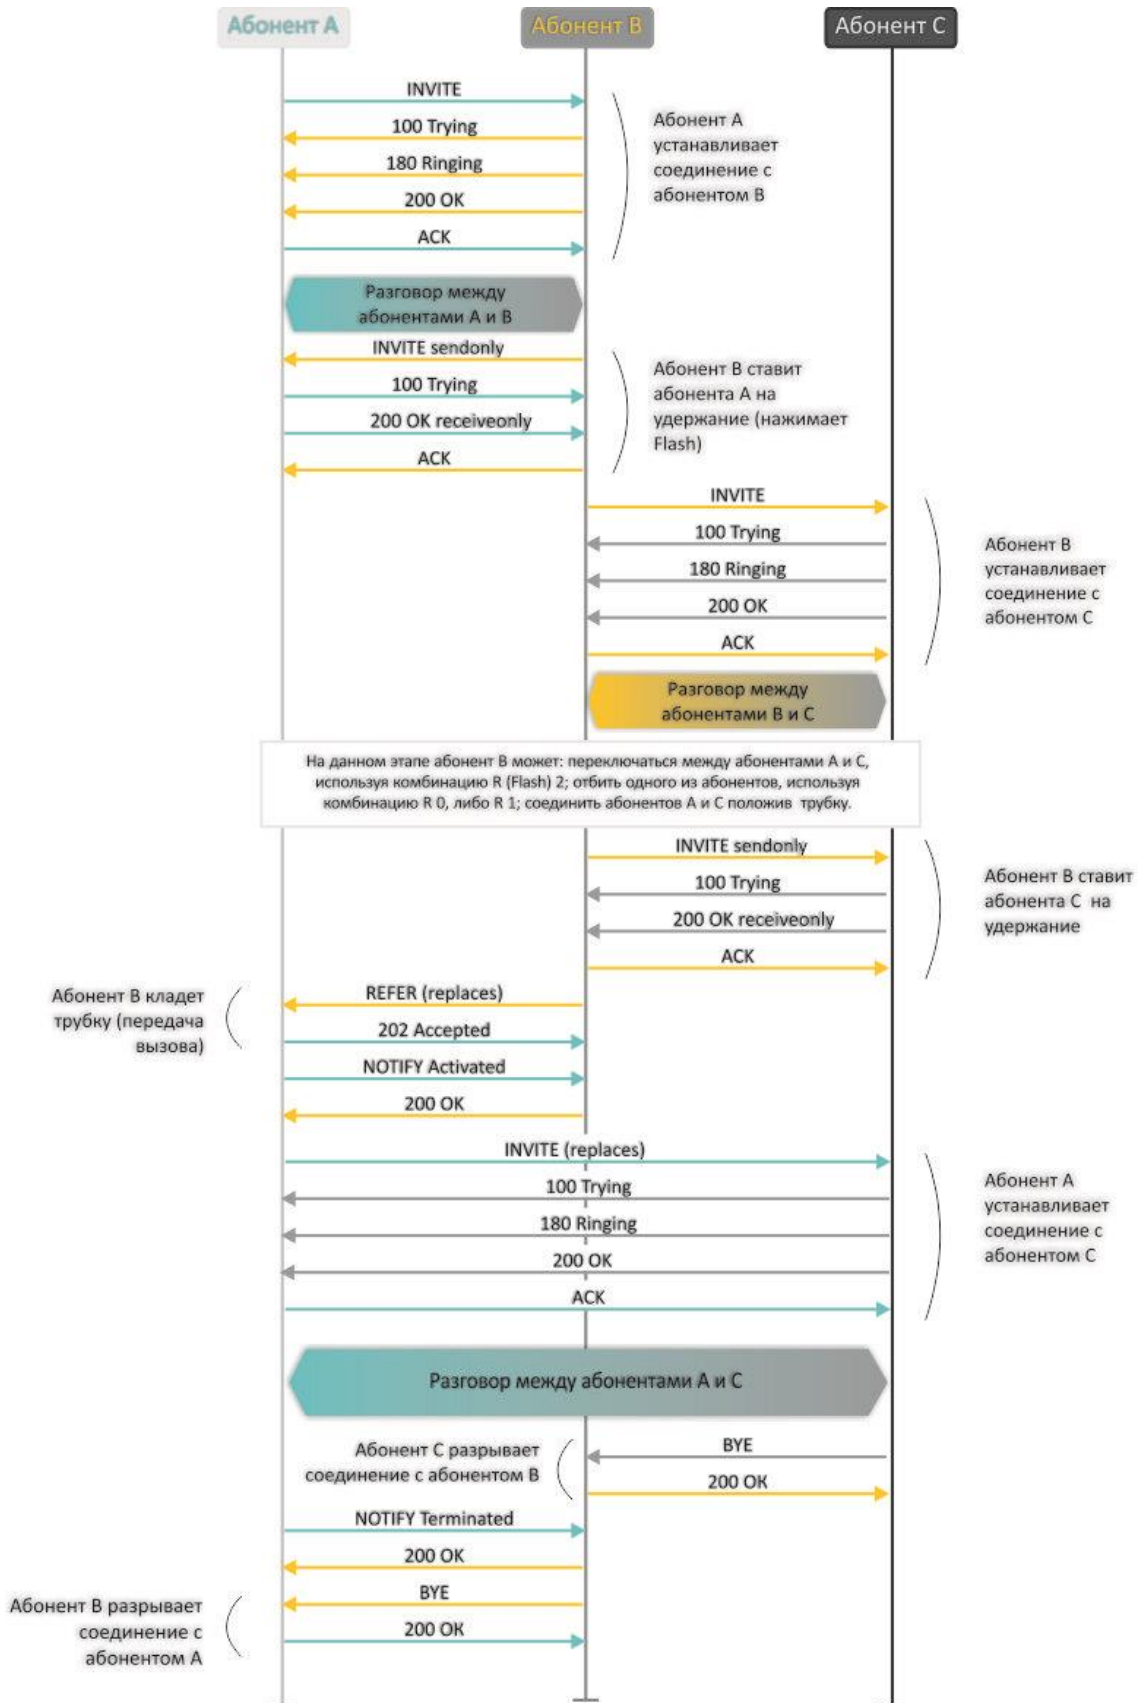 Абонент А
Абонент В
Абонент С
INVITE
100 Trying
180 Ringing
200 OK
ACK
Абонент А
устанавливает
соединение с
абонентом В
Разговор между
абонентами А и В
INVITE sendonly
100 Trying
200 OK receiveonly
ACK
Абонент В ставит
абонента А на
удержание (нажимает
Flash)
INVITE
100 Trying
180 Ringing
200 OK
ACK
Абонент В
устанавливает
соединение с
абонентом С
Разговор между
абонентами В и С
На данном этапе абонент В может: переключаться между абонентами А и С,
используя комбинацию R (Flash) 2; отбить одного из абонентов, используя
комбинацию R 0, либо R 1; соединить абонентов А и С положив трубку.
INVITE sendonly
100 Trying
200 OK receiveonly
ACK
Абонент В ставит
абонента С на
удержание
Абонент В кладет
трубку (передача
вызова)
REFER (replaces)
202 Accepted
NOTIFY Activated
200 OK
INVITE (replaces)
100 Trying
180 Ringing
200 OK
ACK
Абонент А
устанавливает
соединение с
абонентом С
Разговор между абонентами А и С
Абонент С разрывает
соединение с абонентом В
BYE
200 OK
NOTIFY Terminated
200 OK
BYE
200 OK
Абонент В разрывает
соединение с
абонентом А